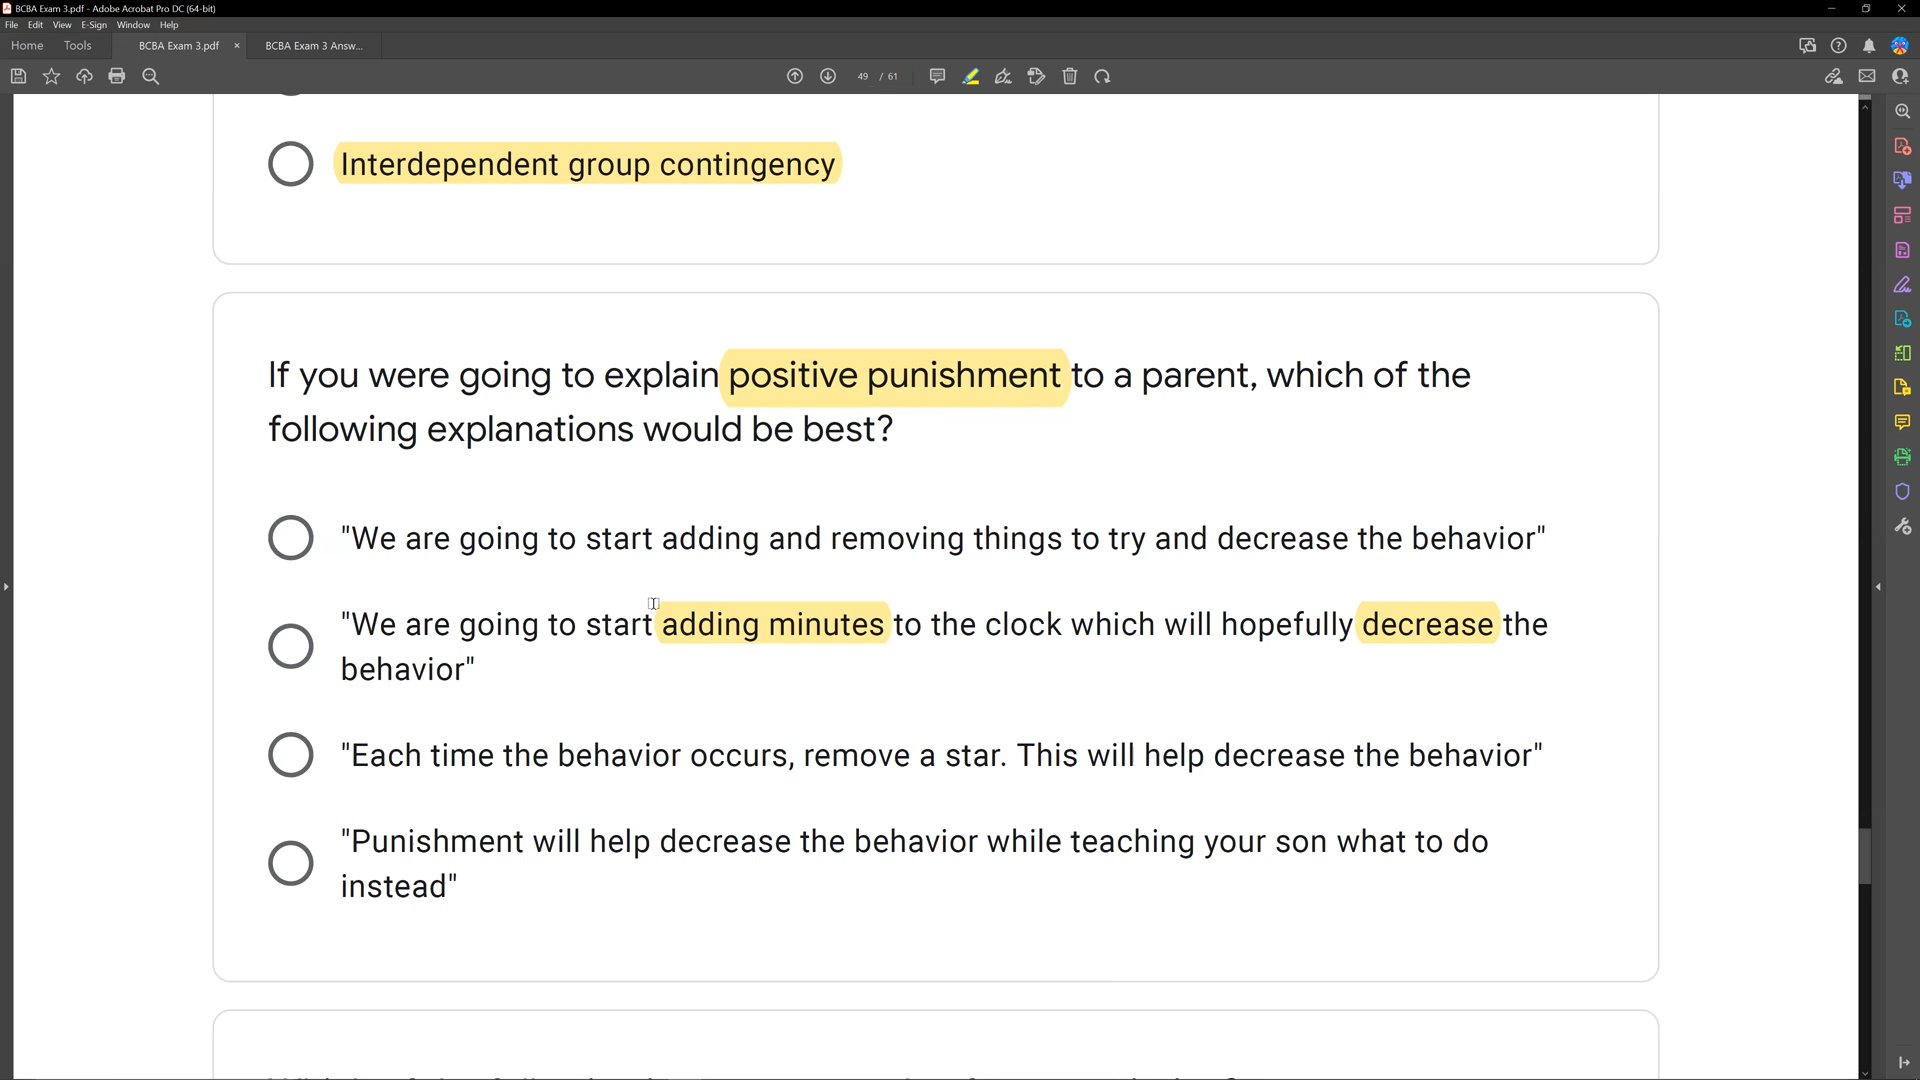 BCBA Exam 3.pdf - Adobe Acrobat Pro DC (64-bit)
File Edit View E-Sign Window Help
Home Tools BCBA Exam 3.pdf × BCBA Exam 3 Answ...
49 / 61
Interdependent group contingency
If you were going to explain positive punishment to a parent, which of the
following explanations would be best?
"We are going to start adding and removing things to try and decrease the behavior"
"We are going to start adding minutes to the clock which will hopefully decrease the
behavior"
"Each time the behavior occurs, remove a star. This will help decrease the behavior"
"Punishment will help decrease the behavior while teaching your son what to do
instead"